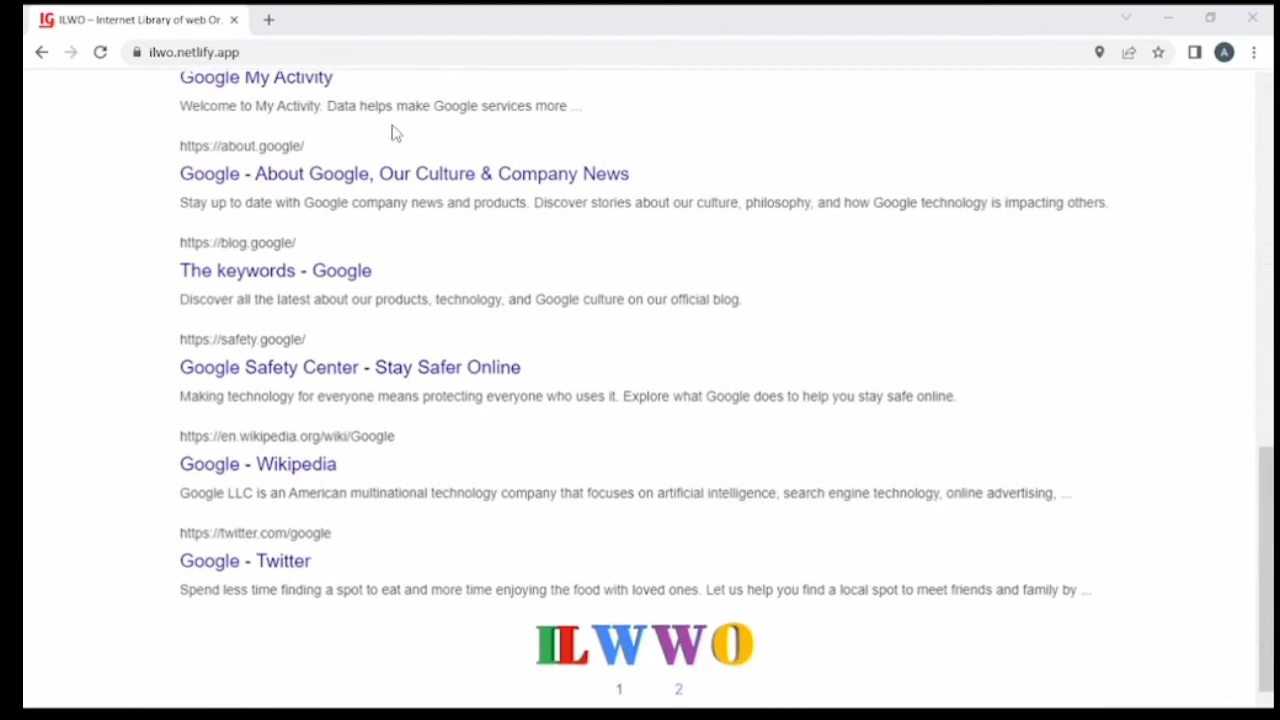 IG ILWO – Internet Library of web Or.
ilwo.netlify.app
A
Google My Activity
Welcome to My Activity. Data helps make Google services more ...
https://about.google/
Google - About Google, Our Culture & Company News
Stay up to date with Google company news and products. Discover stories about our culture, philosophy, and how Google technology is impacting others.
https://blog.google/
The keywords - Google
Discover all the latest about our products, technology, and Google culture on our official blog.
https://safety.google/
Google Safety Center - Stay Safer Online
Making technology for everyone means protecting everyone who uses it. Explore what Google does to help you stay safe online.
https://en.wikipedia.org/wiki/Google
Google - Wikipedia
Google LLC is an American multinational technology company that focuses on artificial intelligence, search engine technology, online advertising, ...
https://twitter.com/google
Google - Twitter
Spend less time finding a spot to eat and more time enjoying the food with loved ones. Let us help you find a local spot to meet friends and family by ...
ILWWO
1 2